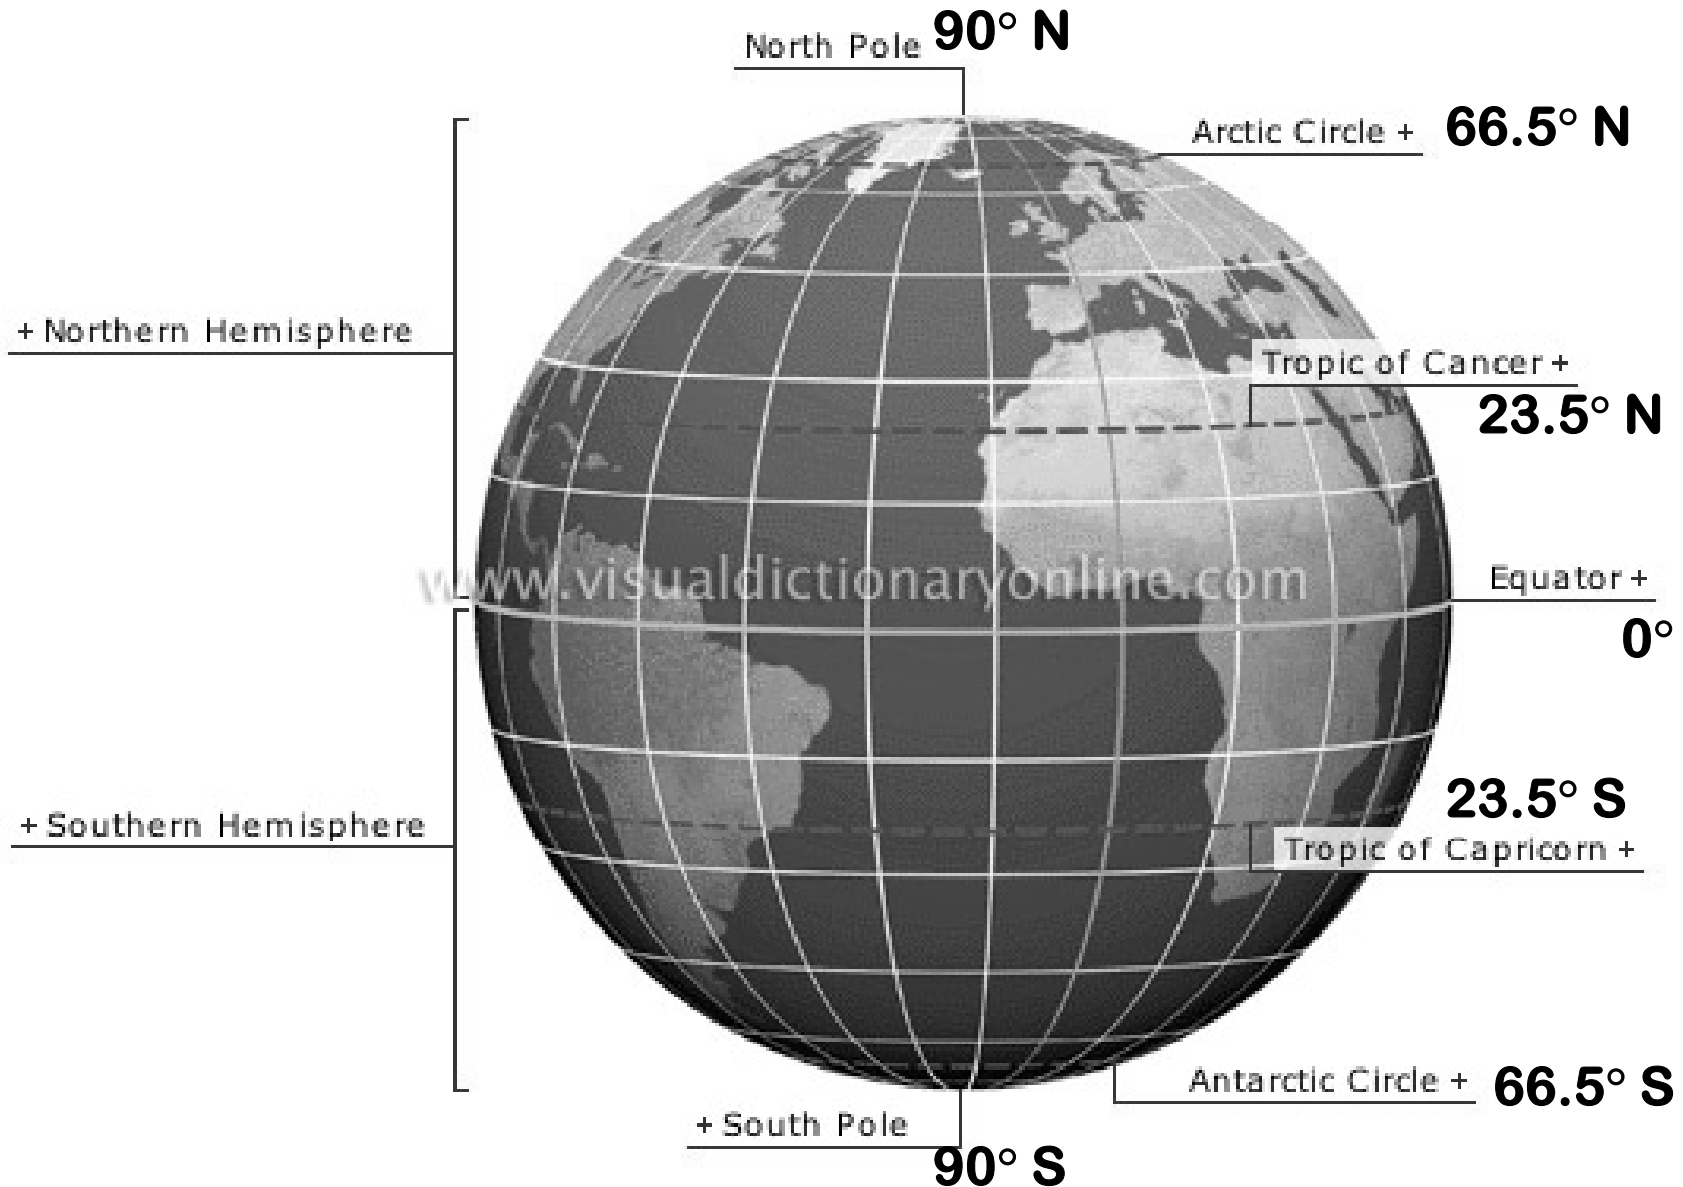 North Pole 90° N
Arctic Circle + 66.5° N
+ Northern Hemisphere
Tropic of Cancer +
23.5° N
www.visualdictionaryonline.com
Equator +
0°
23.5° S
+ Southern Hemisphere
Tropic of Capricorn +
Antarctic Circle + 66.5° S
+ South Pole
90° S